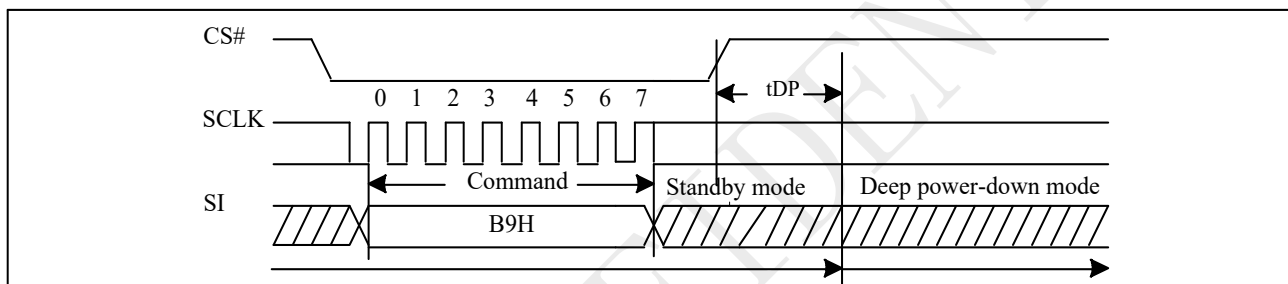 CS#
tDP
0 1 2 3 4 5 6 7
SCLK
Command
Standby mode
Deep power-down mode
SI
B9H